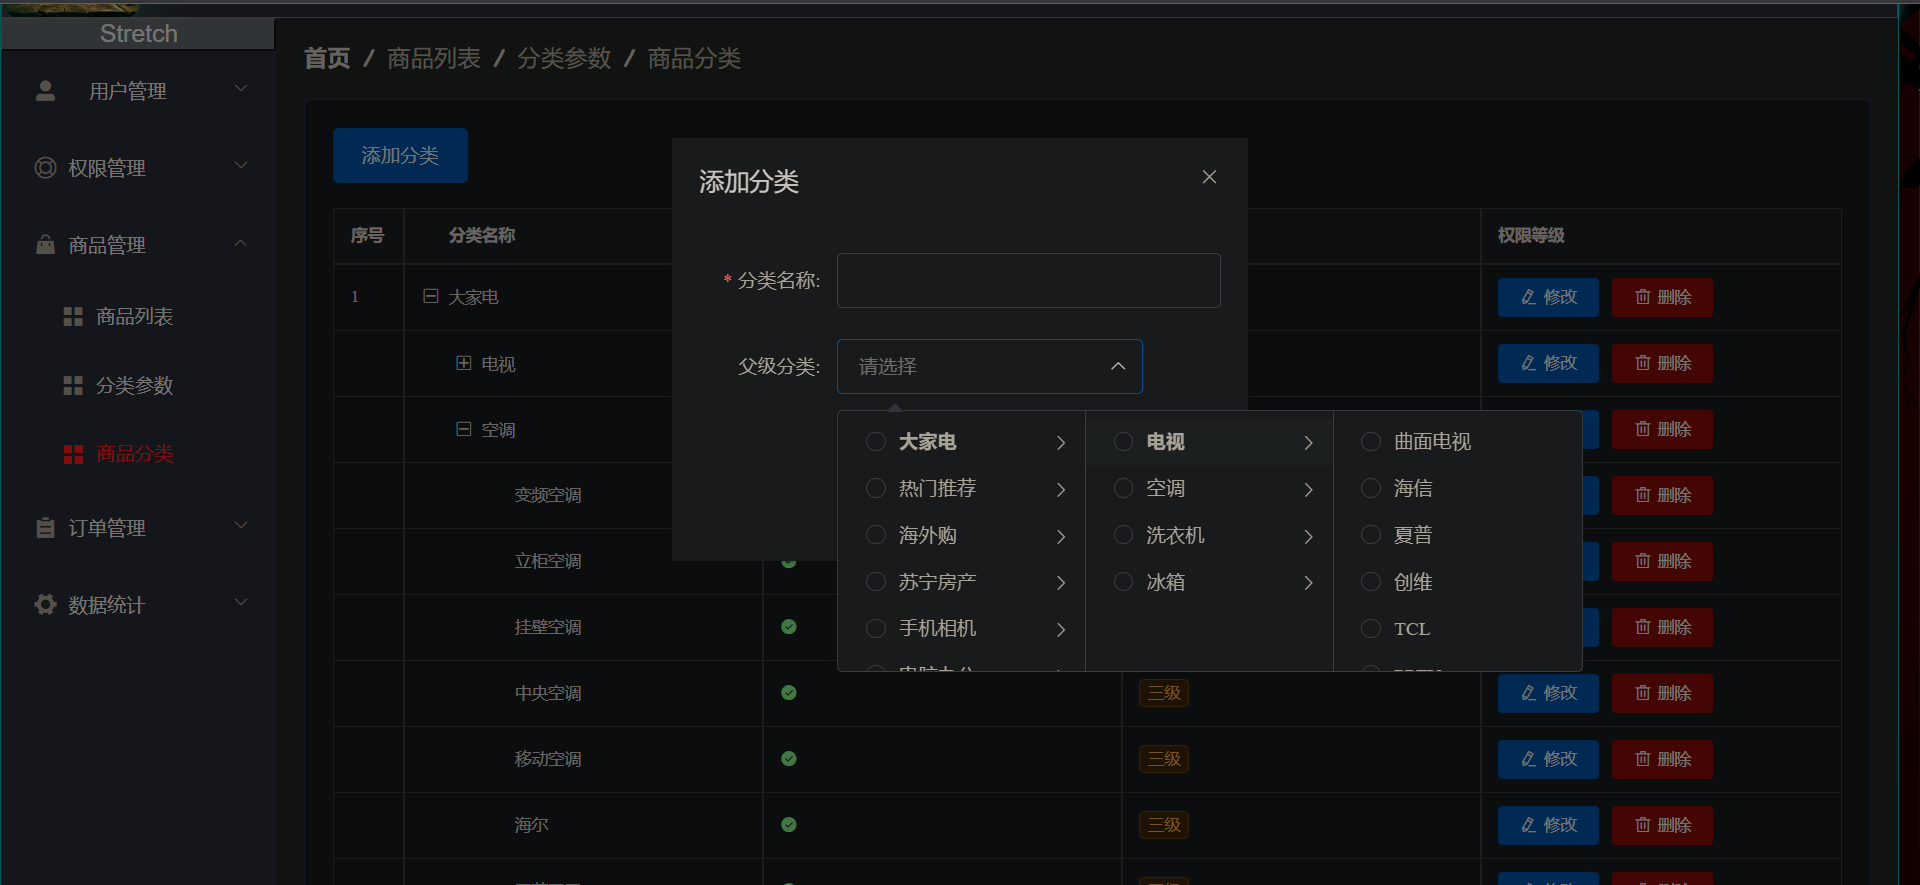 Stretch
用户管理
权限管理
商品管理
商品列表
分类参数
商品分类
订单管理
数据统计
首页 / 商品列表 / 分类参数 / 商品分类
添加分类
序号 分类名称 权限等级
1 大家电 修改 删除
电视 修改 删除
空调 删除
变频空调 删除
立柜空调 删除
挂壁空调 删除
中央空调 三级 修改 删除
移动空调 三级 修改 删除
海尔 三级 修改 删除
添加分类
* 分类名称:
父级分类: 请选择
大家电
热门推荐
海外购
苏宁房产
手机相机
电视
空调
洗衣机
冰箱
曲面电视
海信
夏普
创维
TCL